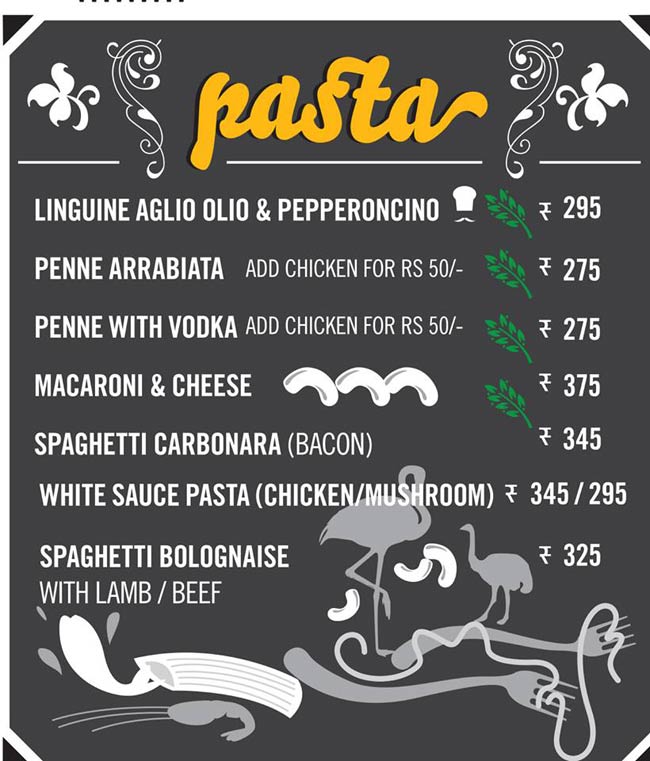 pasta
LINGUINE AGLIO OLIO & PEPPERONCINO ₹ 295
PENNE ARRABIATA ADD CHICKEN FOR RS 50/- ₹ 275
PENNE WITH VODKA ADD CHICKEN FOR RS 50/- ₹ 275
MACARONI & CHEESE ₹ 375
SPAGHETTI CARBONARA (BACON) ₹ 345
WHITE SAUCE PASTA (CHICKEN/MUSHROOM) ₹ 345 / 295
SPAGHETTI BOLOGNAISE ₹ 325
WITH LAMB / BEEF